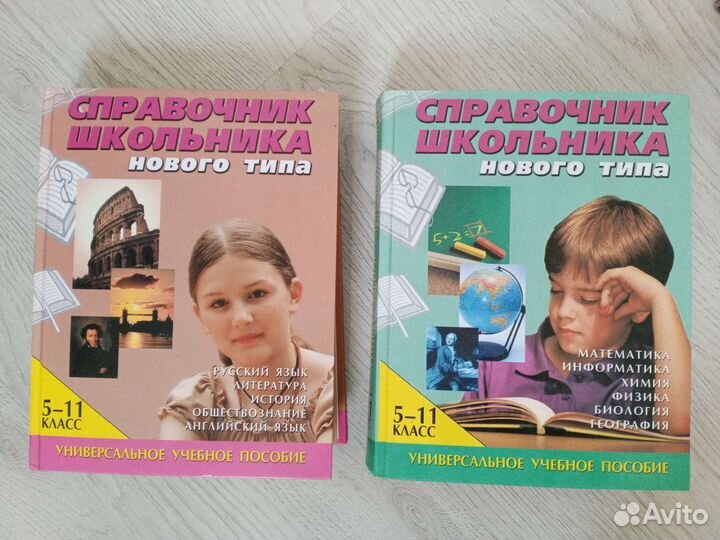 СПРАВОЧНИК
ШКОЛЬНИКА
НОВОГО ТИПА
РУССКИЙ ЯЗЫК
ЛИТЕРАТУРА
ИСТОРИЯ
ОБЩЕСТВОЗНАНИЕ
АНГЛИЙСКИЙ ЯЗЫК
5–11
КЛАСС
УНИВЕРСАЛЬНОЕ УЧЕБНОЕ ПОСОБИЕ
СПРАВОЧНИК
ШКОЛЬНИКА
НОВОГО ТИПА
5+2=7
МАТЕМАТИКА
ИНФОРМАТИКА
ХИМИЯ
ФИЗИКА
БИОЛОГИЯ
ГЕОГРАФИЯ
5–11
КЛАСС
УНИВЕРСАЛЬНОЕ УЧЕБНОЕ ПОСОБИЕ
Avito